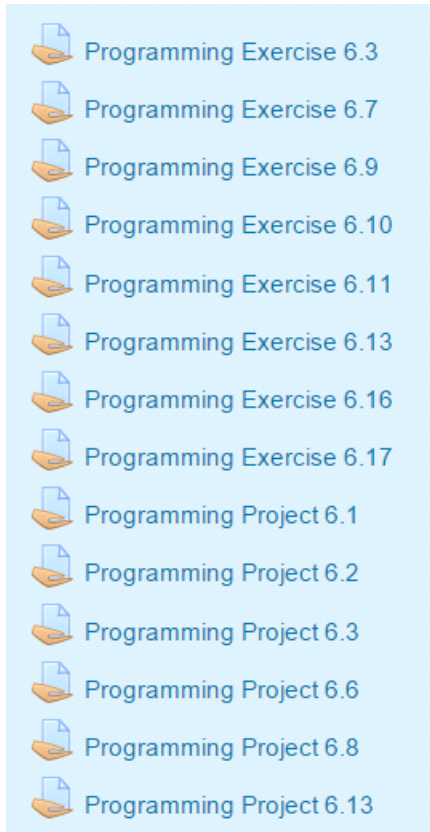 Programming Exercise 6.3
Programming Exercise 6.7
Programming Exercise 6.9
Programming Exercise 6.10
Programming Exercise 6.11
Programming Exercise 6.13
Programming Exercise 6.16
Programming Exercise 6.17
Programming Project 6.1
Programming Project 6.2
Programming Project 6.3
Programming Project 6.6
Programming Project 6.8
Programming Project 6.13